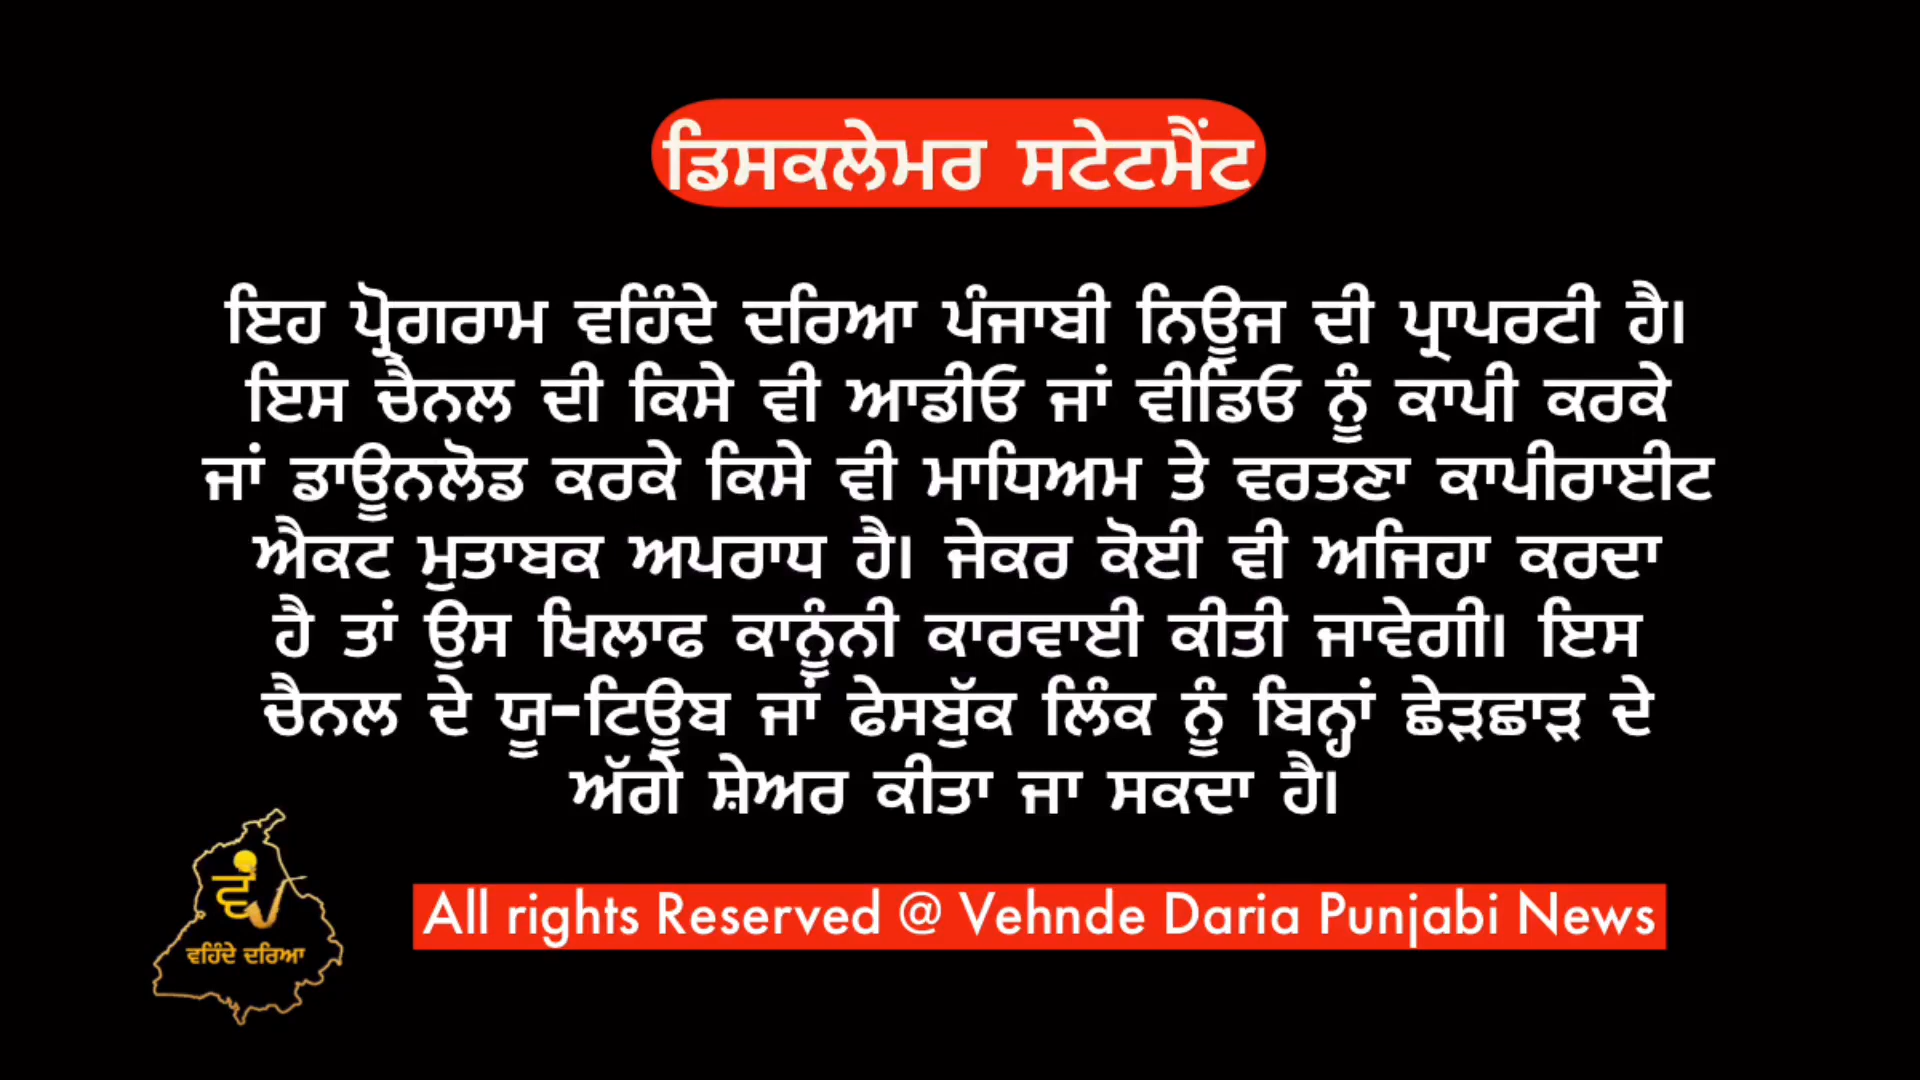 ਡਿਸਕਲੇਮਰ ਸਟੇਟਮੈਂਟ
ਇਹ ਪ੍ਰੋਗਰਾਮ ਵਹਿੰਦੇ ਦਰਿਆ ਪੰਜਾਬੀ ਨਿਊਜ ਦੀ ਪ੍ਰਾਪਰਟੀ ਹੈ।
ਇਸ ਚੈਨਲ ਦੀ ਕਿਸੇ ਵੀ ਆਡੀਓ ਜਾਂ ਵੀਡਿਓ ਨੂੰ ਕਾਪੀ ਕਰਕੇ
ਜਾਂ ਡਾਊਨਲੋਡ ਕਰਕੇ ਕਿਸੇ ਵੀ ਮਾਧਿਅਮ ਤੇ ਵਰਤਣਾ ਕਾਪੀਰਾਈਟ
ਐਕਟ ਮੁਤਾਬਕ ਅਪਰਾਧ ਹੈ। ਜੇਕਰ ਕੋਈ ਵੀ ਅਜਿਹਾ ਕਰਦਾ
ਹੈ ਤਾਂ ਉਸ ਖਿਲਾਫ ਕਾਨੂੰਨੀ ਕਾਰਵਾਈ ਕੀਤੀ ਜਾਵੇਗੀ। ਇਸ
ਚੈਨਲ ਦੇ ਯੂ-ਟਿਊਬ ਜਾਂ ਫੇਸਬੁੱਕ ਲਿੰਕ ਨੂੰ ਬਿਨ੍ਹਾਂ ਛੇੜਛਾੜ ਦੇ
ਅੱਗੇ ਸ਼ੇਅਰ ਕੀਤਾ ਜਾ ਸਕਦਾ ਹੈ।
ਵਹਿੰਦੇ ਦਰਿਆ
All rights Reserved @ Vehnde Daria Punjabi News